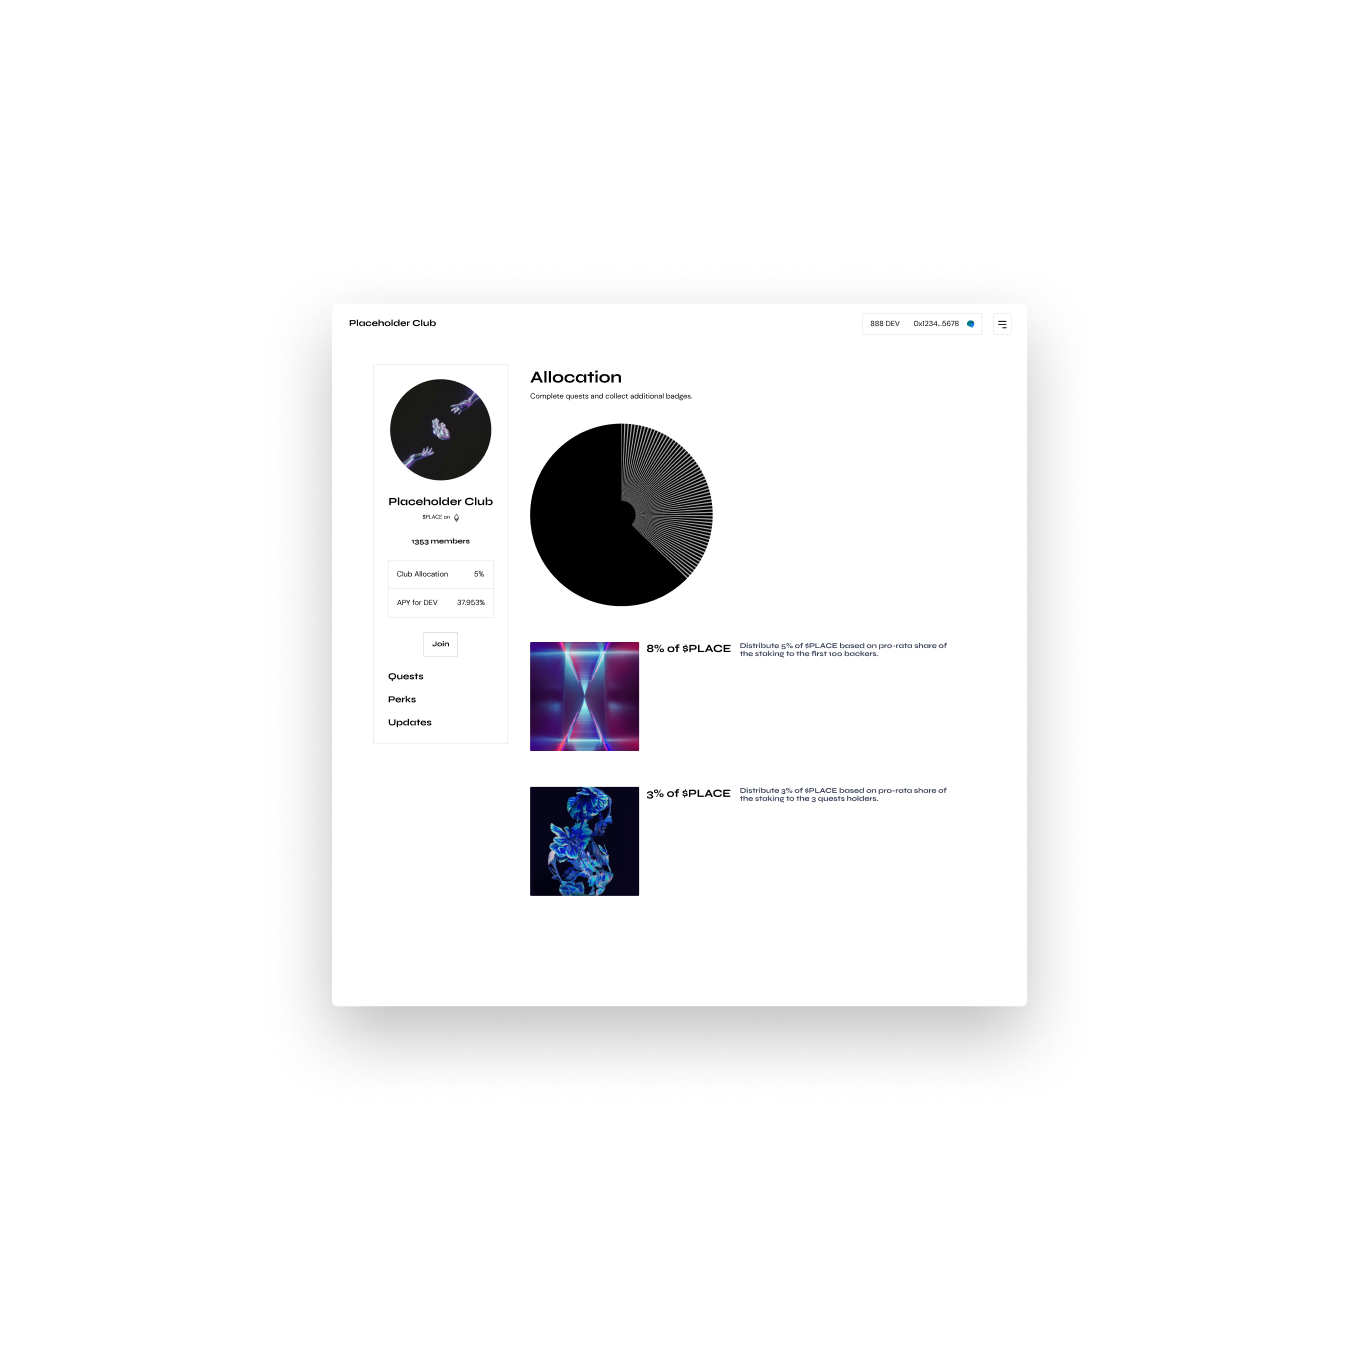 Placeholder Club
888 DEV 0x1234...5678
Placeholder Club
$PLACE on
1353 members
Club Allocation 5%
APY for DEV 37.953%
Join
Quests
Perks
Updates
Allocation
Complete quests and collect additional badges.
8% of $PLACE
Distribute 5% of $PLACE based on pro-rata share of
the staking to the first 100 backers.
3% of $PLACE
Distribute 3% of $PLACE based on pro-rata share of
the staking to the 3 quests holders.